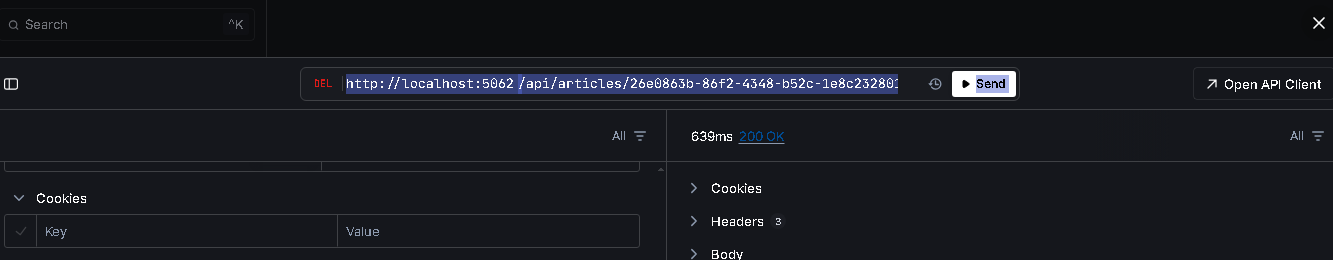 Search ^K
DEL http://localhost:5062 /api/articles/26e0863b-86f2-4348-b52c-1e8c232801 Send Open API Client
All 639ms 200 OK All
Cookies
Cookies
Key Value
Headers 3
Body